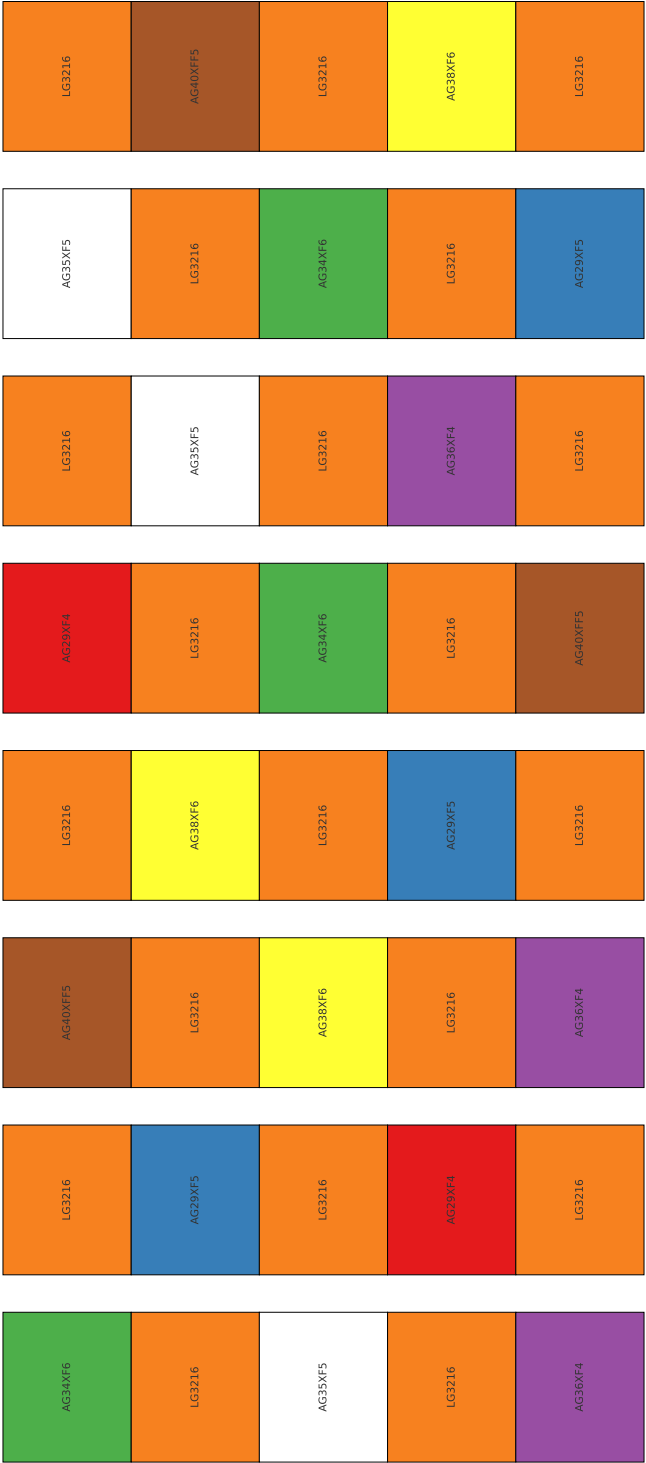 LG3216 AG40XFF5 LG3216 AG38XF6 LG3216
AG35XF5 LG3216 AG34XF6 LG3216 AG29XF5
LG3216 AG35XF5 LG3216 AG36XF4 LG3216
AG29XF4 LG3216 AG34XF6 LG3216 AG40XFF5
LG3216 AG38XF6 LG3216 AG29XF5 LG3216
AG40XFF5 LG3216 AG38XF6 LG3216 AG36XF4
LG3216 AG29XF5 LG3216 AG29XF4 LG3216
AG34XF6 LG3216 AG35XF5 LG3216 AG36XF4